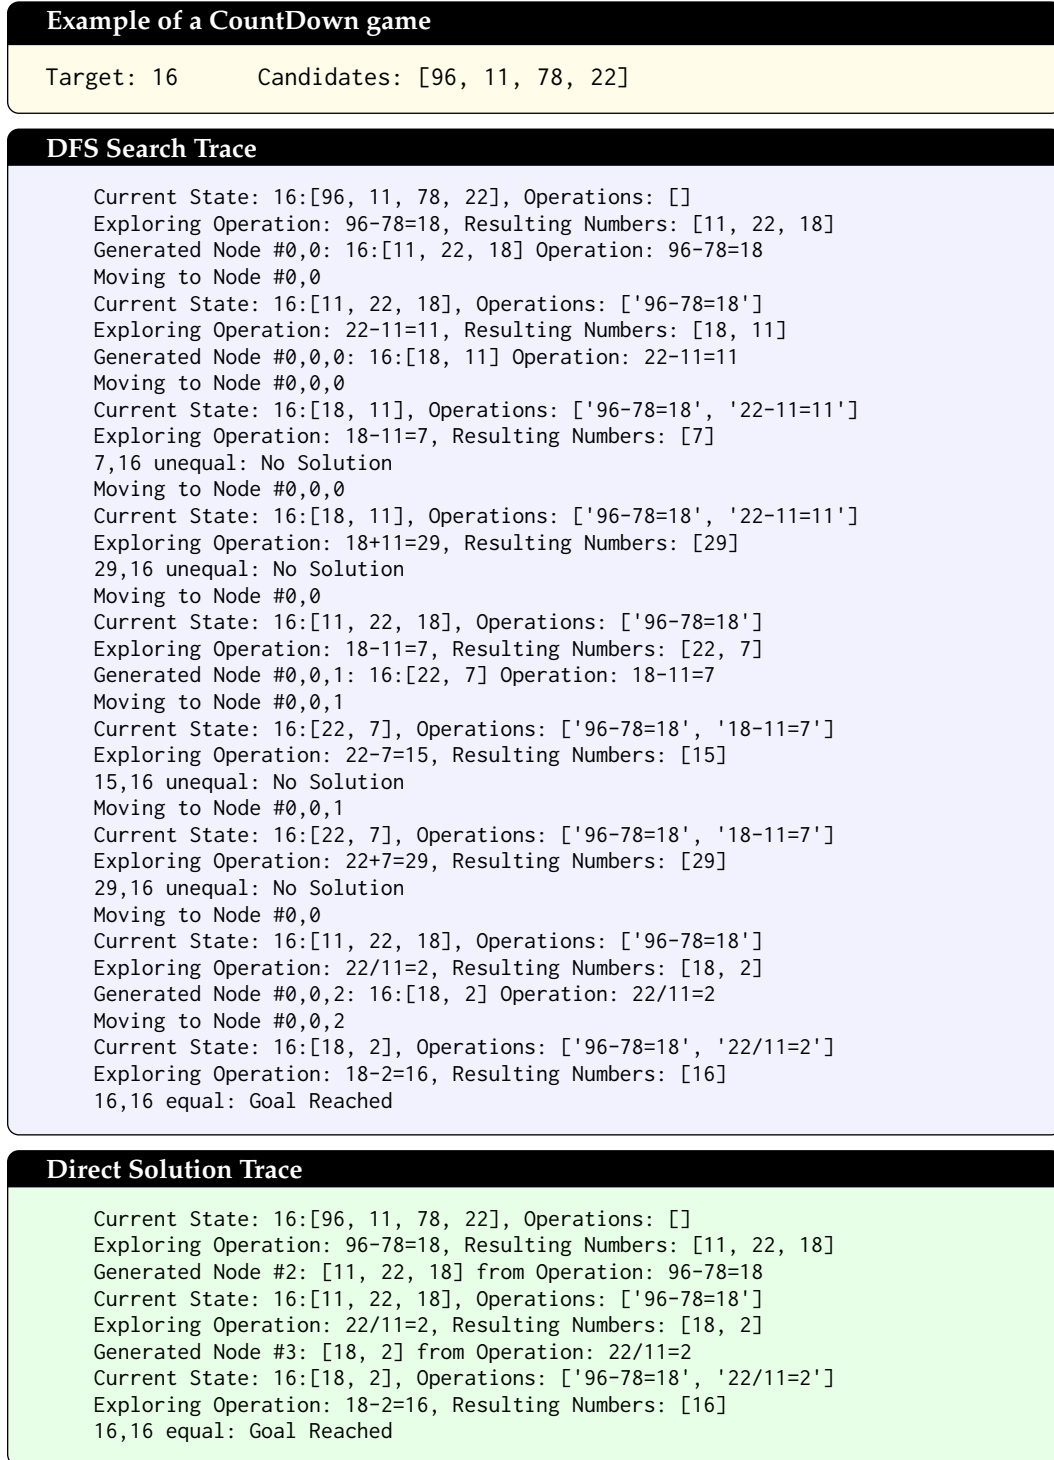 Example of a CountDown game
Target: 16 Candidates: [96, 11, 78, 22]
DFS Search Trace
Current State: 16:[96, 11, 78, 22], Operations: []
Exploring Operation: 96-78=18, Resulting Numbers: [11, 22, 18]
Generated Node #0,0: 16:[11, 22, 18] Operation: 96-78=18
Moving to Node #0,0
Current State: 16:[11, 22, 18], Operations: ['96-78=18']
Exploring Operation: 22-11=11, Resulting Numbers: [18, 11]
Generated Node #0,0,0: 16:[18, 11] Operation: 22-11=11
Moving to Node #0,0,0
Current State: 16:[18, 11], Operations: ['96-78=18', '22-11=11']
Exploring Operation: 18-11=7, Resulting Numbers: [7]
7,16 unequal: No Solution
Moving to Node #0,0,0
Current State: 16:[18, 11], Operations: ['96-78=18', '22-11=11']
Exploring Operation: 18+11=29, Resulting Numbers: [29]
29,16 unequal: No Solution
Moving to Node #0,0
Current State: 16:[11, 22, 18], Operations: ['96-78=18']
Exploring Operation: 18-11=7, Resulting Numbers: [22, 7]
Generated Node #0,0,1: 16:[22, 7] Operation: 18-11=7
Moving to Node #0,0,1
Current State: 16:[22, 7], Operations: ['96-78=18', '18-11=7']
Exploring Operation: 22-7=15, Resulting Numbers: [15]
15,16 unequal: No Solution
Moving to Node #0,0,1
Current State: 16:[22, 7], Operations: ['96-78=18', '18-11=7']
Exploring Operation: 22+7=29, Resulting Numbers: [29]
29,16 unequal: No Solution
Moving to Node #0,0
Current State: 16:[11, 22, 18], Operations: ['96-78=18']
Exploring Operation: 22/11=2, Resulting Numbers: [18, 2]
Generated Node #0,0,2: 16:[18, 2] Operation: 22/11=2
Moving to Node #0,0,2
Current State: 16:[18, 2], Operations: ['96-78=18', '22/11=2']
Exploring Operation: 18-2=16, Resulting Numbers: [16]
16,16 equal: Goal Reached
Direct Solution Trace
Current State: 16:[96, 11, 78, 22], Operations: []
Exploring Operation: 96-78=18, Resulting Numbers: [11, 22, 18]
Generated Node #2: [11, 22, 18] from Operation: 96-78=18
Current State: 16:[11, 22, 18], Operations: ['96-78=18']
Exploring Operation: 22/11=2, Resulting Numbers: [18, 2]
Generated Node #3: [18, 2] from Operation: 22/11=2
Current State: 16:[18, 2], Operations: ['96-78=18', '22/11=2']
Exploring Operation: 18-2=16, Resulting Numbers: [16]
16,16 equal: Goal Reached